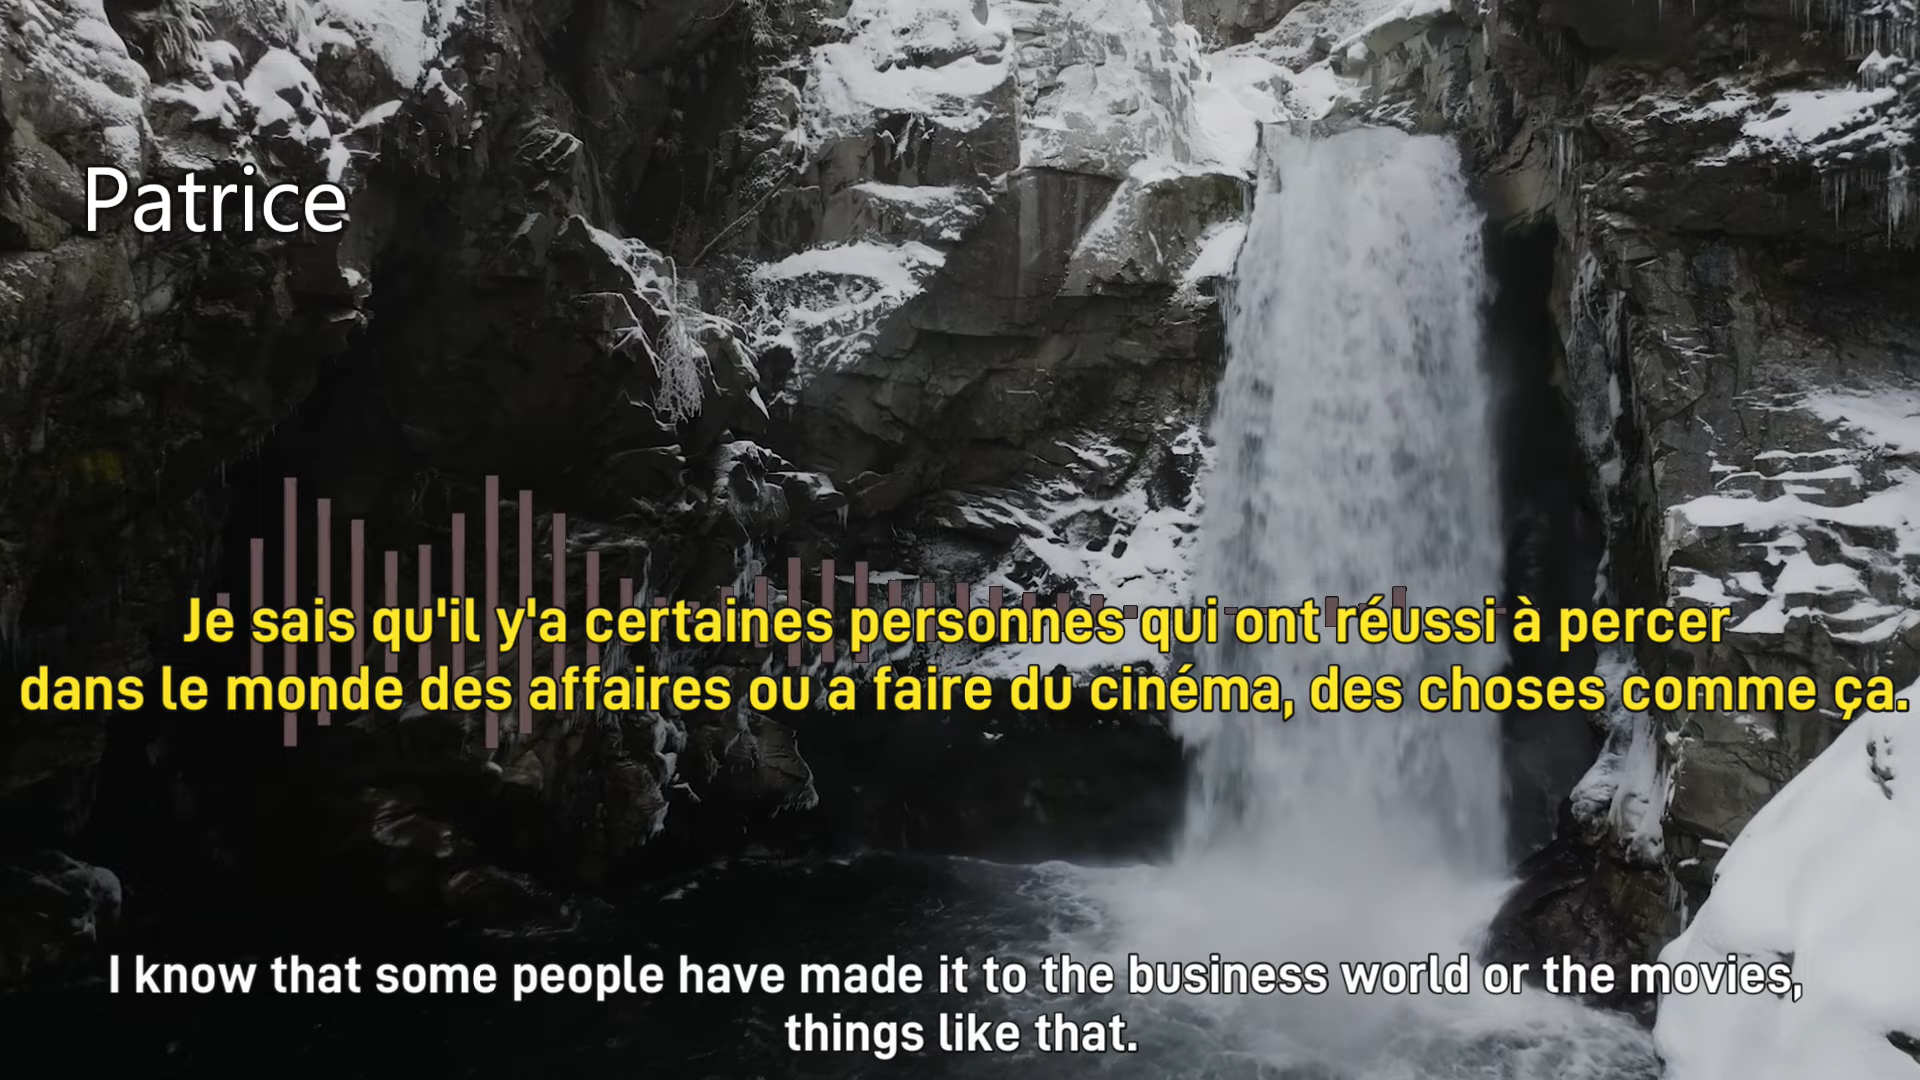 Patrice
Je sais qu'il y'a certaines personnes qui ont réussi à percer
dans le monde des affaires ou a faire du cinéma, des choses comme ça.
I know that some people have made it to the business world or the movies,
things like that.